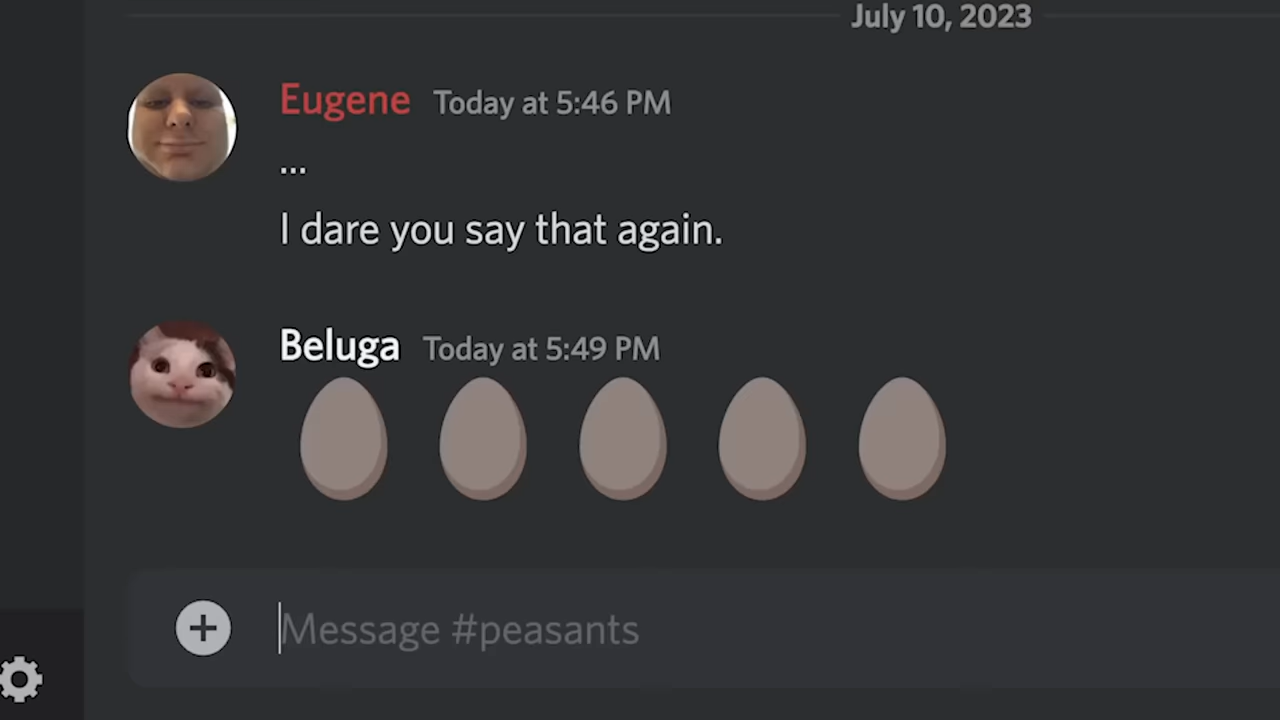 July 10, 2023
Eugene Today at 5:46 PM
...
I dare you say that again.
Beluga Today at 5:49 PM
Message #peasants